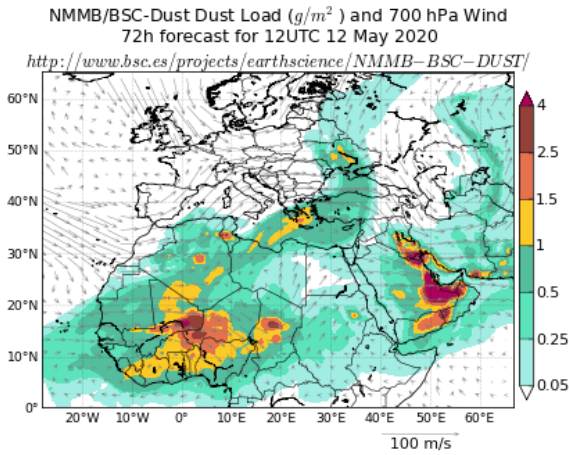 NMMB/BSC-Dust Dust Load (g/m² ) and 700 hPa Wind
72h forecast for 12UTC 12 May 2020
http://www.bsc.es/projects/earthscience/NMMB−BSC−DUST/
60°N
50°N
40°N
30°N
20°N
10°N
0°
20°W 10°W 0° 10°E 20°E 30°E 40°E 50°E 60°E
4
2.5
1.5
1
0.5
0.25
0.05
100 m/s